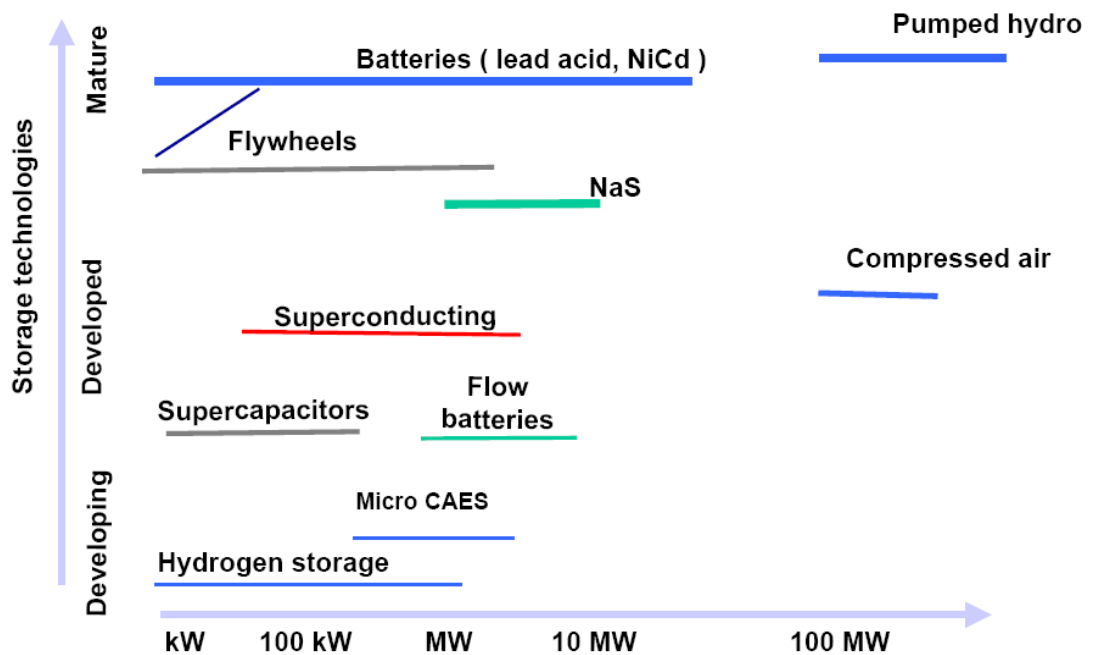 Pumped hydro
Batteries ( lead acid, NiCd )
Flywheels
NaS
Compressed air
Superconducting
Flow
batteries
Supercapacitors
Micro CAES
Hydrogen storage
Storage technologies
Mature
Developed
Developing
kW 100 kW MW 10 MW 100 MW